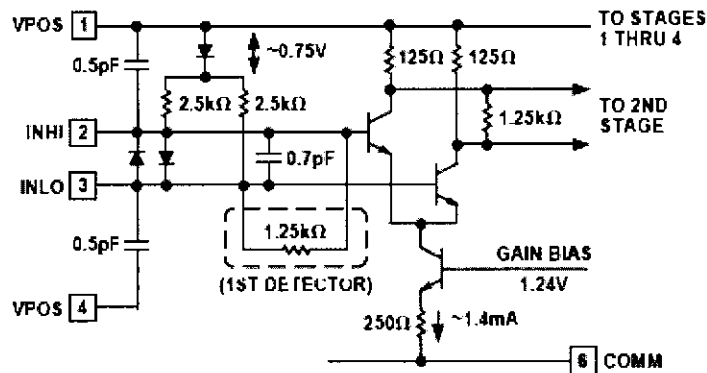 VPOS 1
TO STAGES
1 THRU 4
~0.75V
0.5pF
125Ω 125Ω
2.5kΩ 2.5kΩ
TO 2ND
STAGE
1.25kΩ
INHI 2
0.7pF
INLO 3
1.25kΩ
0.5pF
(1ST DETECTOR)
GAIN BIAS
1.24V
VPOS 4
250Ω ~1.4mA
6 COMM